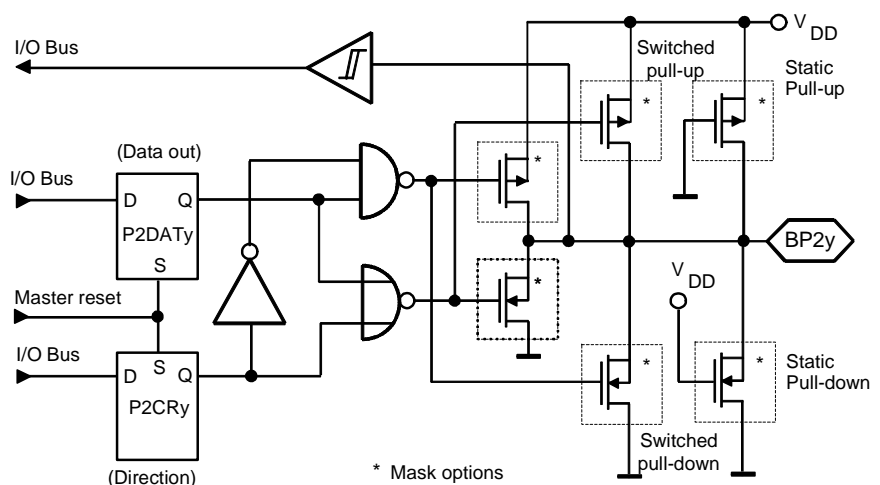 I/O Bus
V
DD
Switched
pull-up
*
Static
Pull-up
*
(Data out)
*
I/O Bus
D
Q
P2DATy
S
BP2y
V
DD
*
Master reset
I/O Bus
S
D
Q
P2CRy
*
*
Static
Pull-down
Switched
pull-down
(Direction)
* Mask options